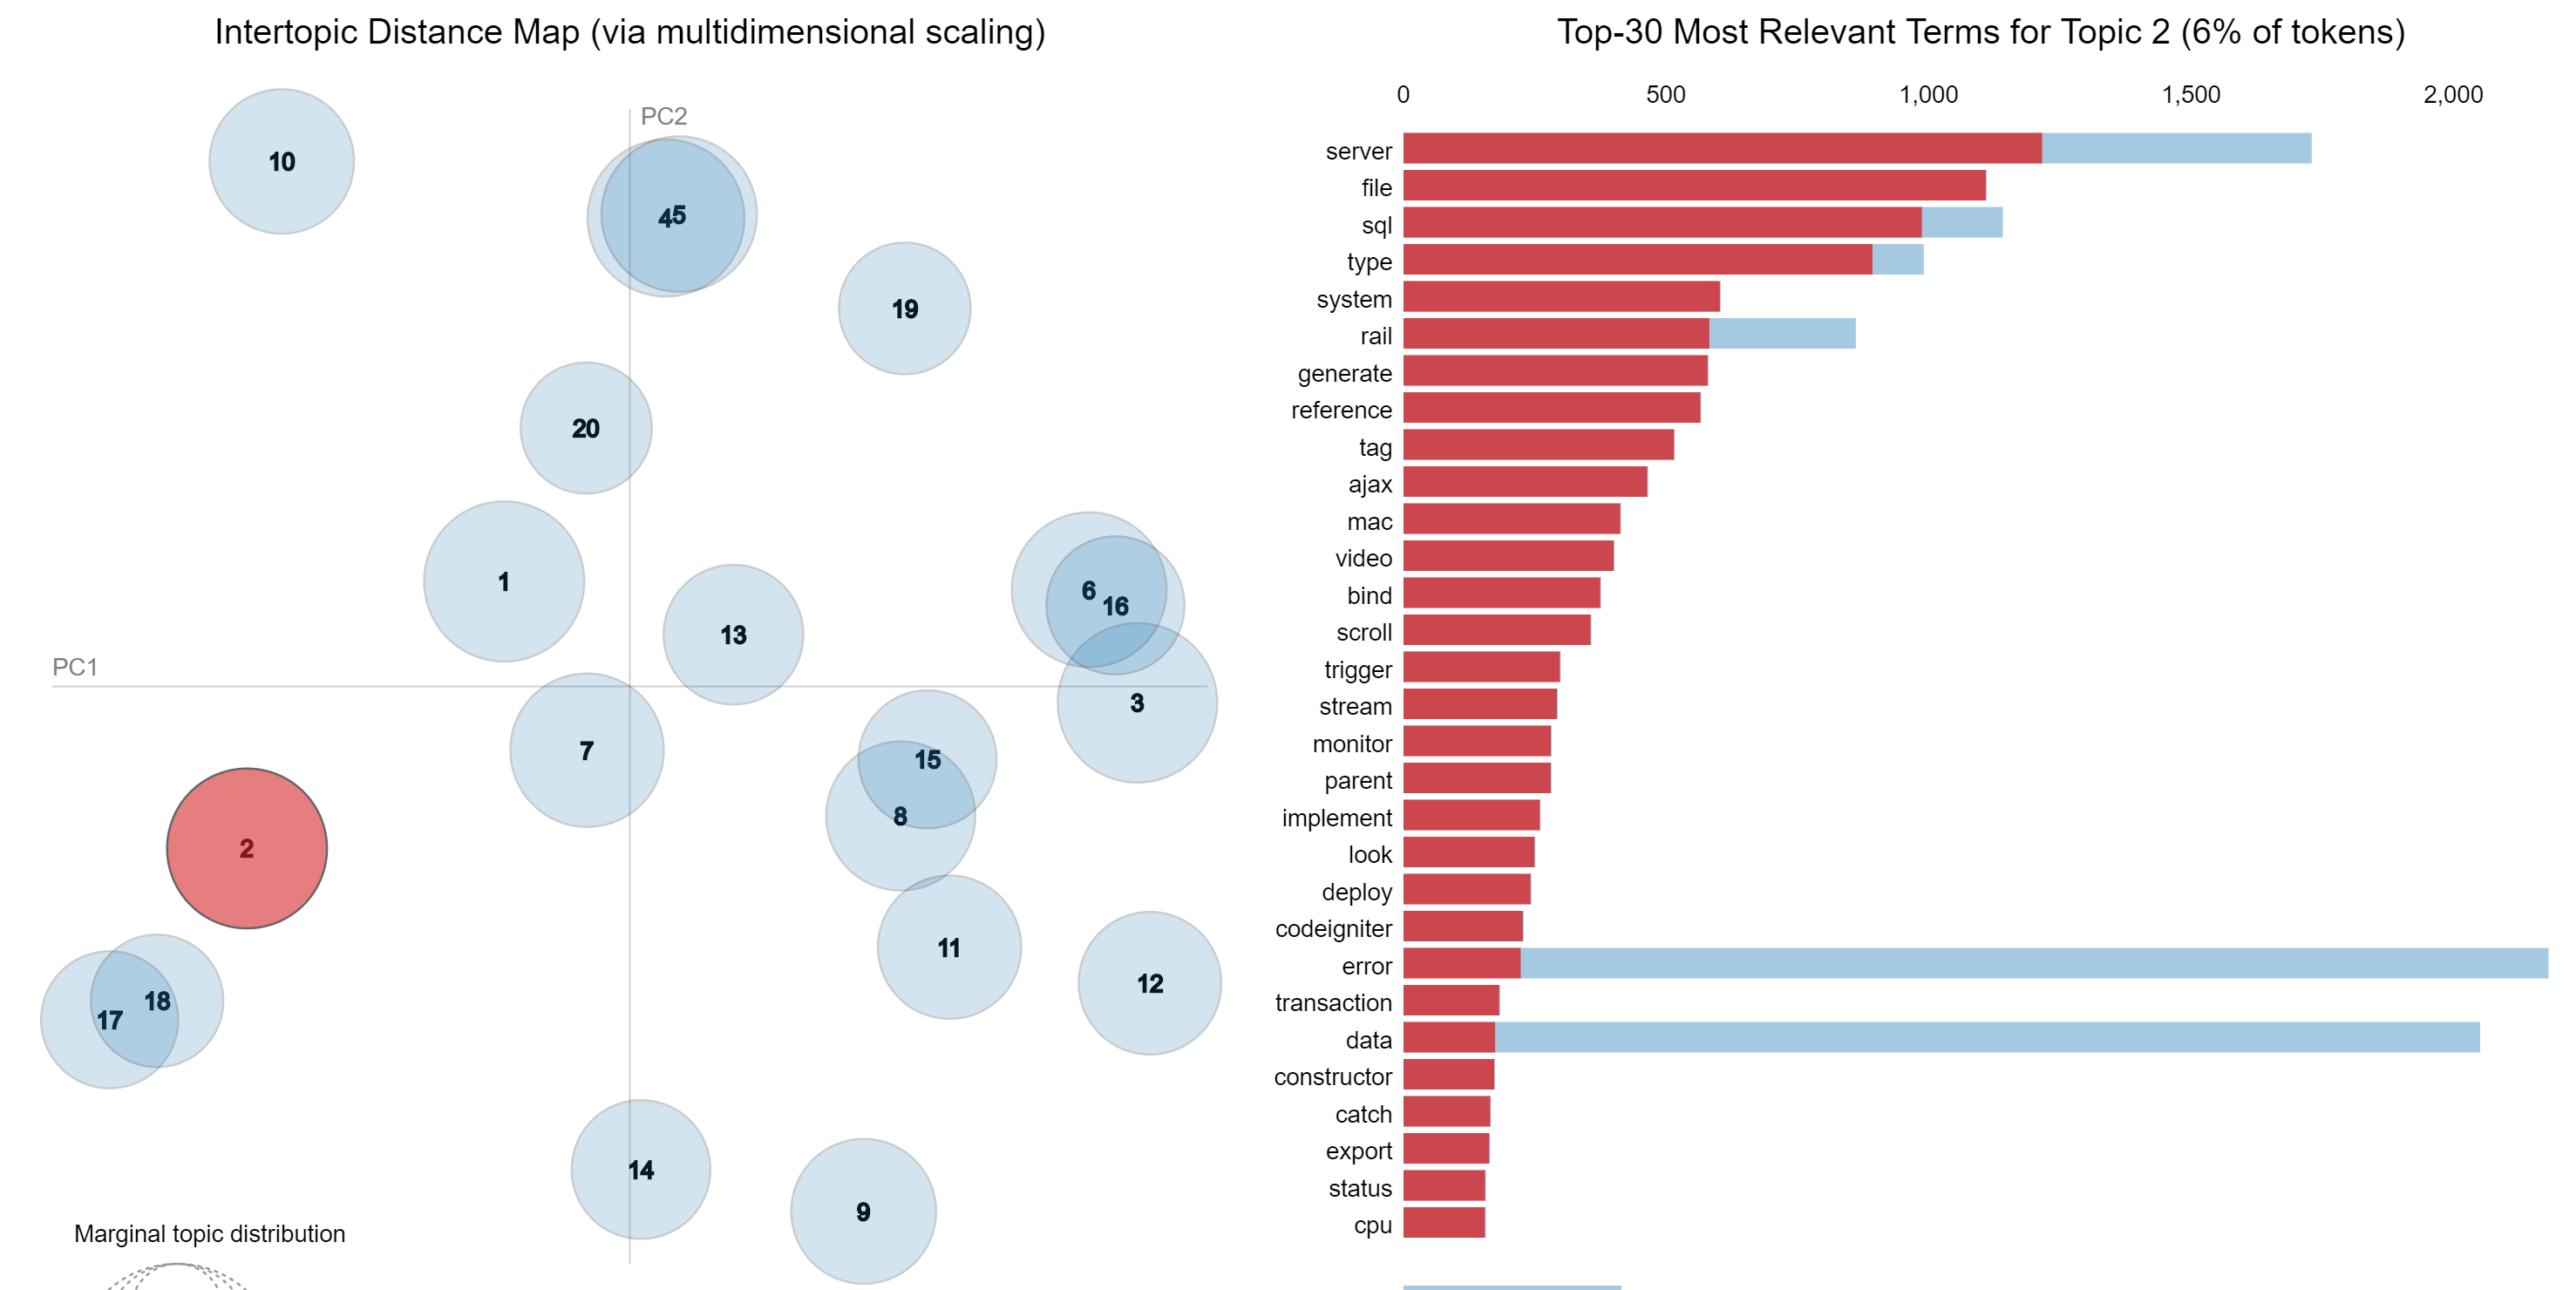 Intertopic Distance Map (via multidimensional scaling)
PC2
10
4
5
19
20
1
6
16
13
PC1
3
7
15
8
2
11
12
18
17
14
9
Marginal topic distribution
Top-30 Most Relevant Terms for Topic 2 (6% of tokens)
0 500 1,000 1,500 2,000
server
file
sql
type
system
rail
generate
reference
tag
ajax
mac
video
bind
scroll
trigger
stream
monitor
parent
implement
look
deploy
codeigniter
error
transaction
data
constructor
catch
export
status
cpu